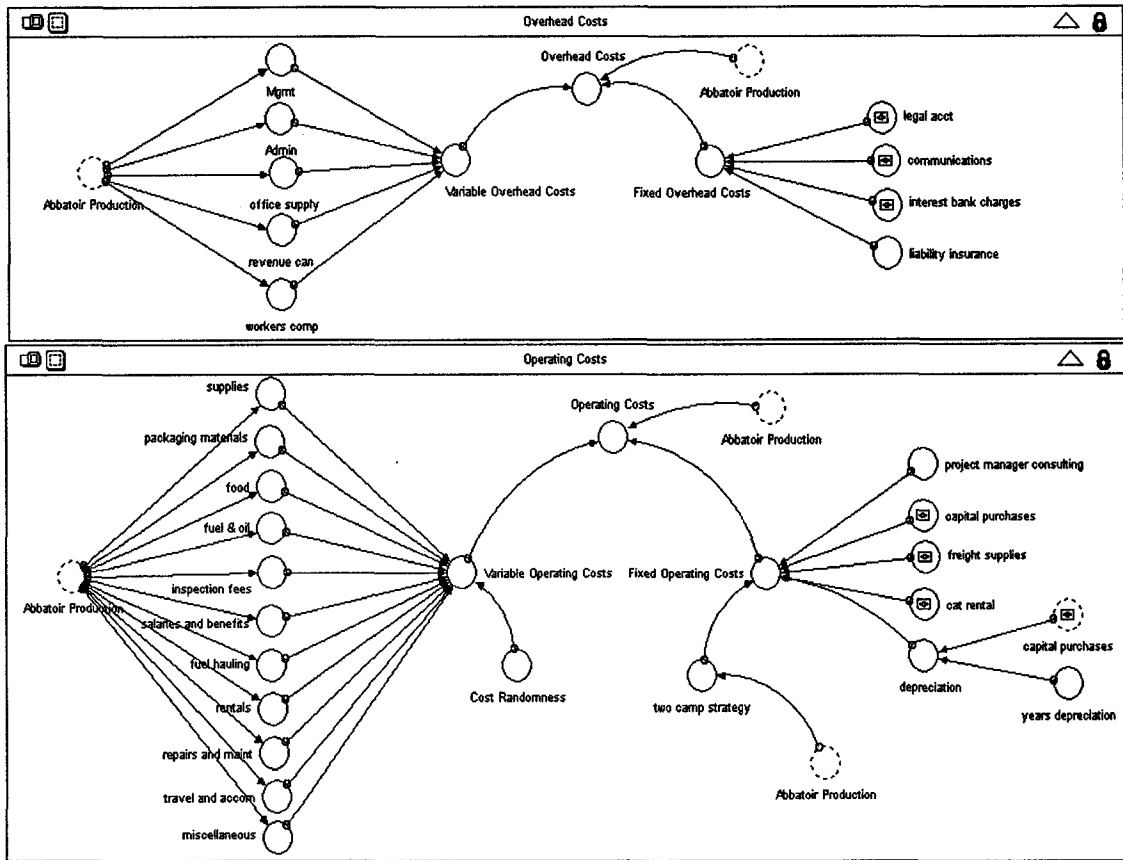 Overhead Costs
Overhead Costs
Abbatoir Production
Mgmt
legal acct
Admin
communications
Variable Overhead Costs
Fixed Overhead Costs
Abbatoir Production
office supply
interest bank charges
revenue can
liability insurance
workers comp
Operating Costs
supplies
Operating Costs
packaging materials
Abbatoir Production
project manager consulting
food
capital purchases
fuel & oil
freight supplies
Variable Operating Costs
Fixed Operating Costs
inspection fees
cat rental
Abbatoir Production
salaries and benefits
capital purchases
fuel hauling
depreciation
Cost Randomness
two camp strategy
rentals
years depreciation
repairs and maint
Abbatoir Production
travel and accom
miscellaneous